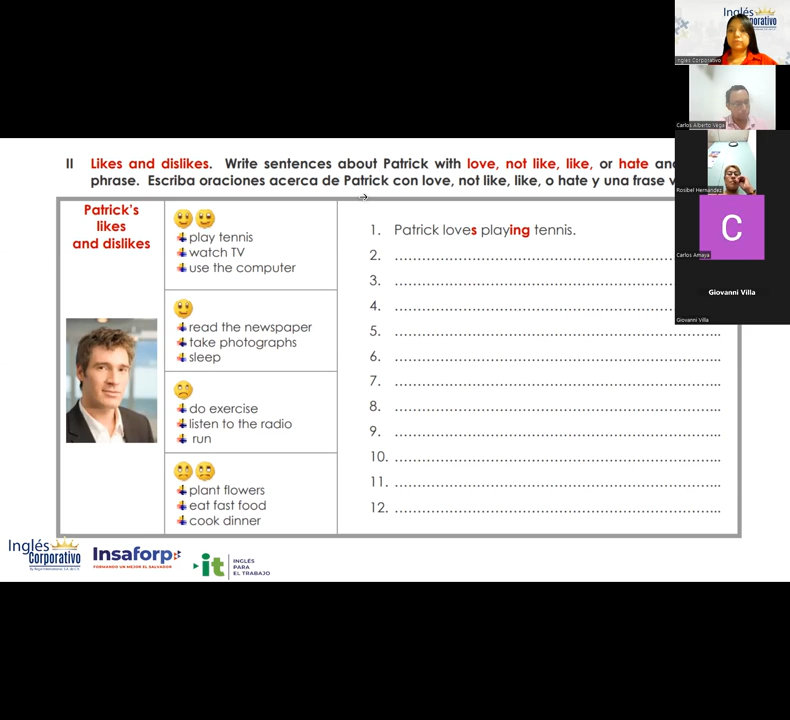 Inglés
Corporativo
Inglés Corporativo
Carlos Alberto Vega
Rosibel Hernandez
C
Carlos Amaya
Giovanni Villa
Giovanni Villa
II Likes and dislikes. Write sentences about Patrick with love, not like, like, or hate
phrase. Escriba oraciones acerca de Patrick con love, not like, like, o hate y una frase
Patrick's
likes
and dislikes
play tennis
watch TV
use the computer
read the newspaper
take photographs
sleep
do exercise
listen to the radio
run
plant flowers
eat fast food
cook dinner
1. Patrick loves playing tennis.
2. ..........................................................................
3. ..........................................................................
4. ..........................................................................
5. ..........................................................................
6. ..........................................................................
7. ..........................................................................
8. ..........................................................................
9. ..........................................................................
10. ..........................................................................
11. ..........................................................................
12. ..........................................................................
Inglés
Corporativo
Insaforp
FORMANDO UN MEJOR EL SALVADOR
it
INGLÉS
PARA
EL TRABAJO